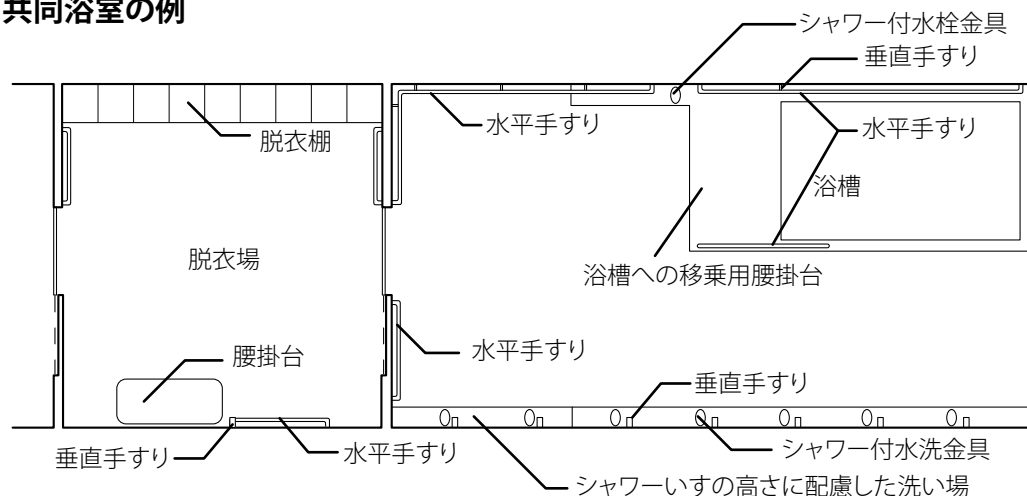 共同浴室の例
シャワー付水栓金具
垂直手すり
水平手すり
水平手すり
脱衣棚
浴槽
脱衣場
浴槽への移乗用腰掛台
腰掛台
水平手すり
垂直手すり
垂直手すり
水平手すり
シャワー付水洗金具
シャワーいすの高さに配慮した洗い場